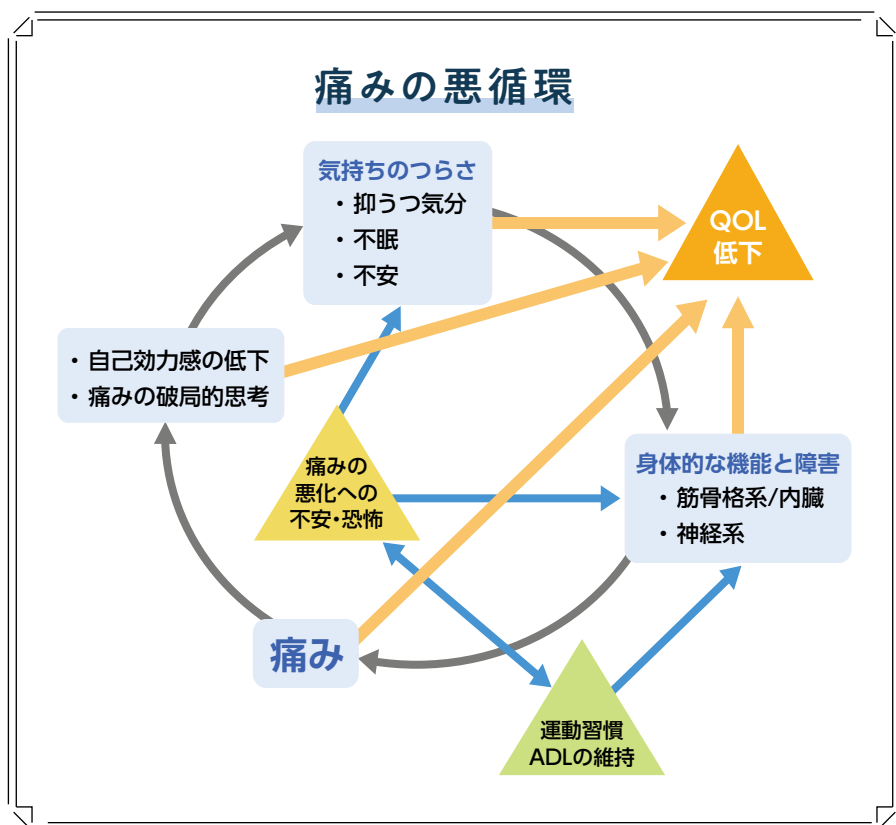 痛みの悪循環
気持ちのつらさ
・抑うつ気分
・不眠
・不安
QOL
低下
・自己効力感の低下
・痛みの破局的思考
痛みの
悪化への
不安・恐怖
身体的な機能と障害
・筋骨格系/内臓
・神経系
痛み
運動習慣
ADLの維持